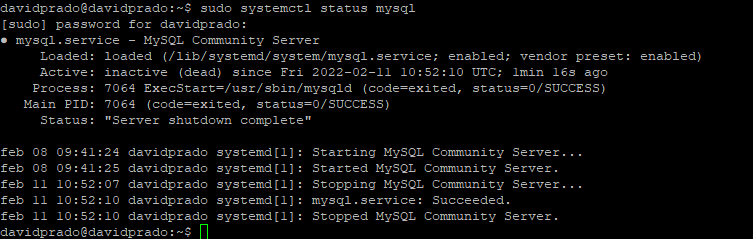 davidprado@davidprado:~$ sudo systemctl status mysql
[sudo] password for davidprado:
● mysql.service - MySQL Community Server
     Loaded: loaded (/lib/systemd/system/mysql.service; enabled; vendor preset: enabled)
     Active: inactive (dead) since Fri 2022-02-11 10:52:10 UTC; 1min 16s ago
    Process: 7064 ExecStart=/usr/sbin/mysqld (code=exited, status=0/SUCCESS)
   Main PID: 7064 (code=exited, status=0/SUCCESS)
     Status: "Server shutdown complete"

feb 08 09:41:24 davidprado systemd[1]: Starting MySQL Community Server...
feb 08 09:41:25 davidprado systemd[1]: Started MySQL Community Server.
feb 11 10:52:07 davidprado systemd[1]: Stopping MySQL Community Server...
feb 11 10:52:10 davidprado systemd[1]: mysql.service: Succeeded.
feb 11 10:52:10 davidprado systemd[1]: Stopped MySQL Community Server.
davidprado@davidprado:~$